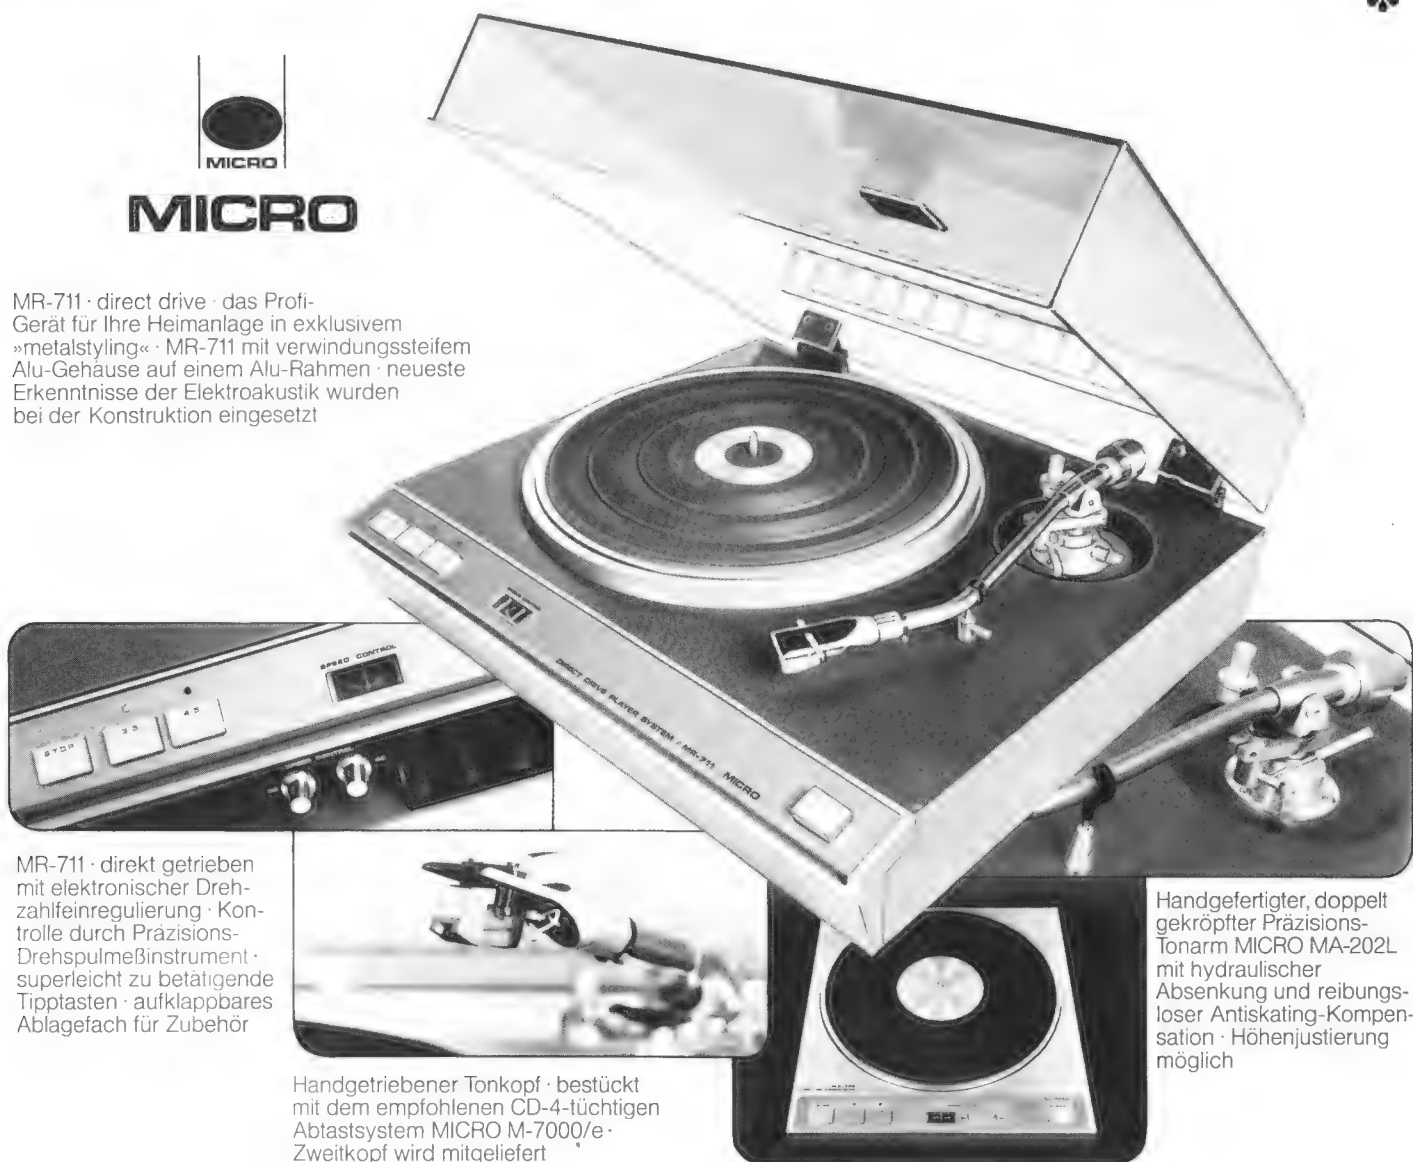 MICRO
MICRO
MR-711 · direct drive · das Profi-
Gerät für Ihre Heimanlage in exklusivem
»metalstyling« · MR-711 mit verwindungssteifem
Alu-Gehäuse auf einem Alu-Rahmen · neueste
Erkenntnisse der Elektroakustik wurden
bei der Konstruktion eingesetzt
DIRECT DRIVE PLAYER SYSTEM / MR-711 MICRO
SPEED CONTROL
STOP
33
45
MR-711 · direkt getrieben
mit elektronischer Dreh-
zahlfeinregulierung · Kon-
trolle durch Präzisions-
Drehspulmeßinstrument ·
superleicht zu betätigende
Tipptasten · aufklappbares
Ablagefach für Zubehör
Handgetriebener Tonkopf · bestückt
mit dem empfohlenen CD-4-tüchtigen
Abtastsystem MICRO M-7000/e ·
Zweitkopf wird mitgeliefert
Handgefertigter, doppelt
gekröpfter Präzisions-
Tonarm MICRO MA-202L
mit hydraulischer
Absenkung und reibungs-
loser Antiskating-Kompen-
sation · Höhenjustierung
möglich